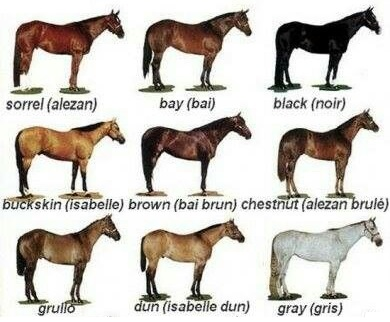 sorrel (alezan)
bay (bai)
black (noir)
buckskin (isabelle)
brown (bai brun)
chestnut (alezan brulé)
grullo
dun (isabelle dun)
gray (gris)